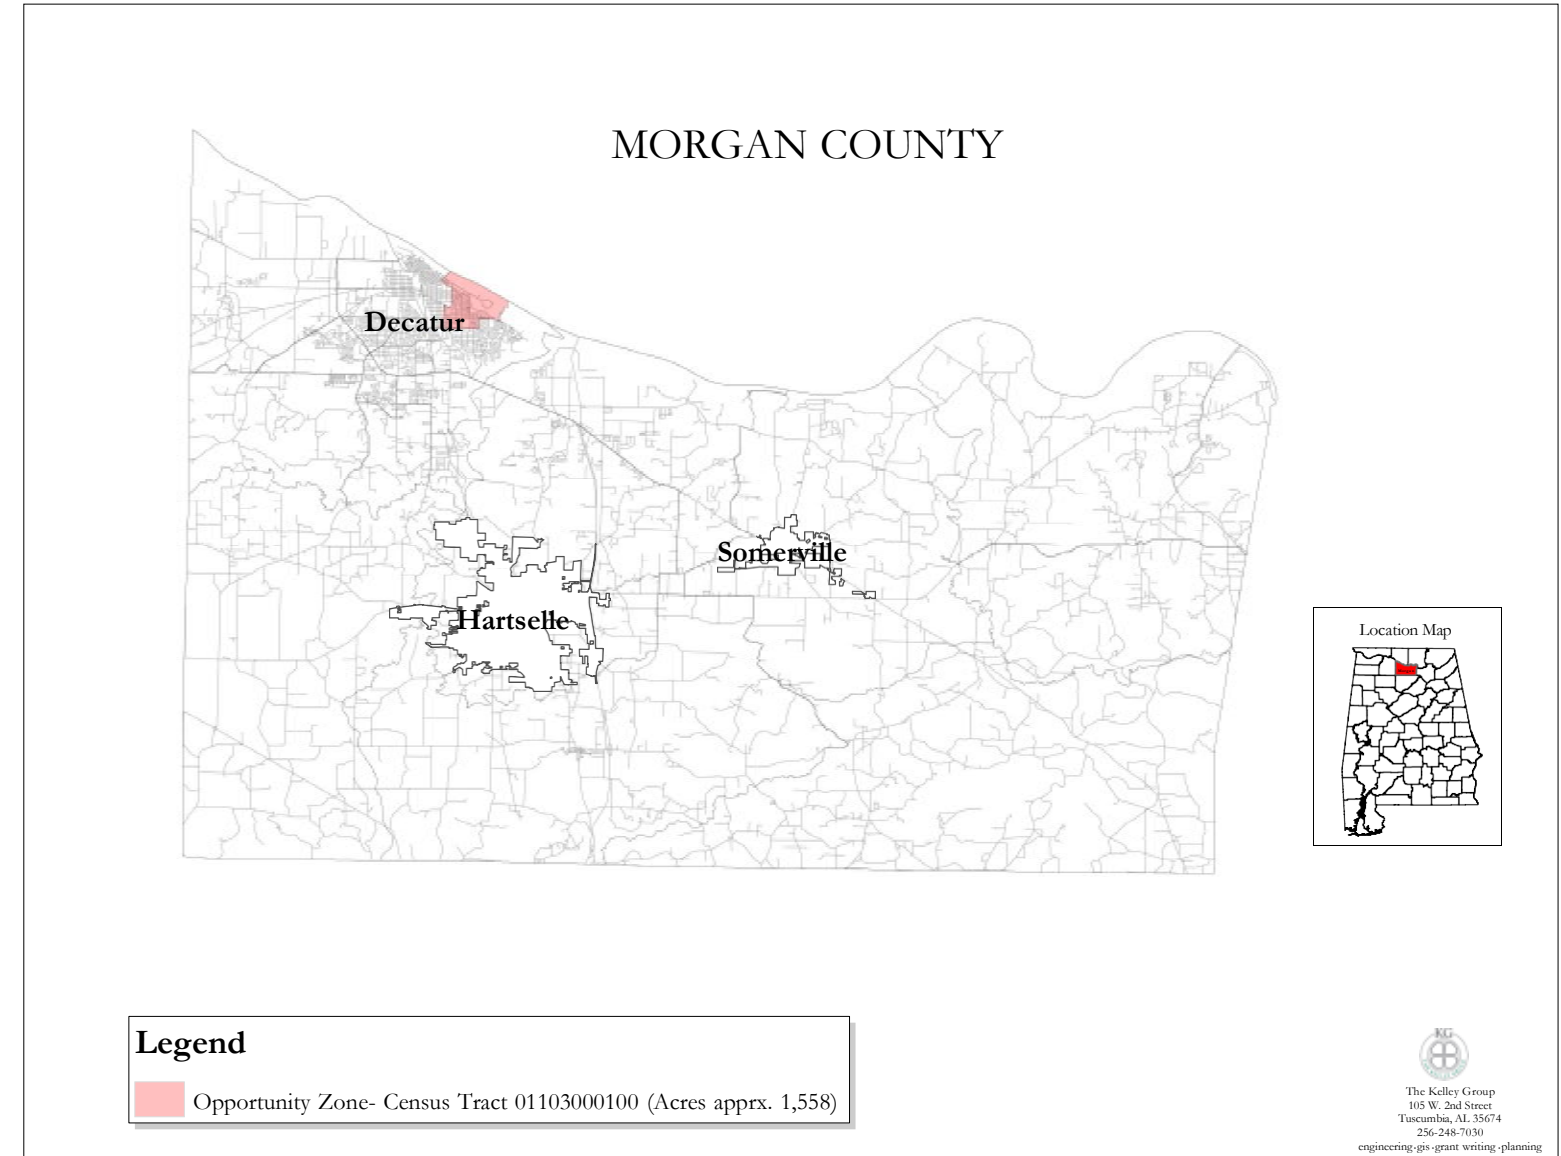 MORGAN COUNTY
Decatur
Somerville
Hartselle
Location Map
Legend
Opportunity Zone- Census Tract 01103000100 (Acres apprx. 1,558)
KG
The Kelley Group
105 W. 2nd Street
Tuscumbia, AL 35674
256-248-7030
engineering·gis·grant writing·planning